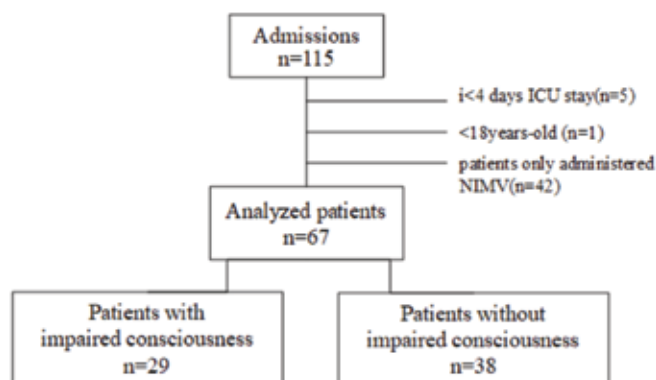 Admissions
n=115
i<4 days ICU stay(n=5)
<18years-old (n=1)
patients only administered
NIMV(n=42)
Analyzed patients
n=67
Patients with
impaired consciousness
n=29
Patients without
impaired consciousness
n=38